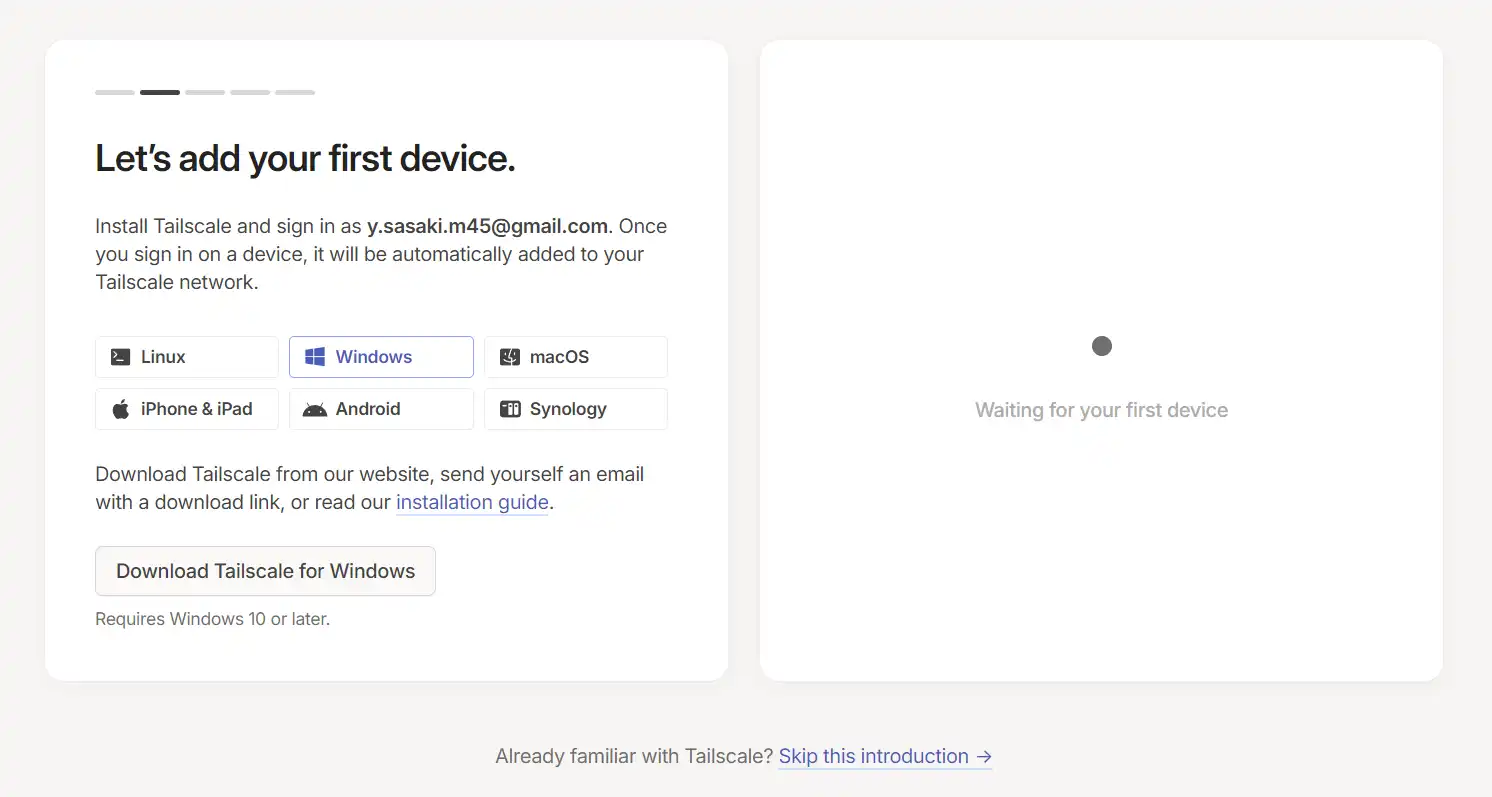 Let's add your first device.
Install Tailscale and sign in as y.sasaki.m45@gmail.com. Once
you sign in on a device, it will be automatically added to your
Tailscale network.
Linux
Windows
macOS
iPhone & iPad
Android
Synology
Download Tailscale from our website, send yourself an email
with a download link, or read our installation guide.
Download Tailscale for Windows
Requires Windows 10 or later.
Waiting for your first device
Already familiar with Tailscale? Skip this introduction →